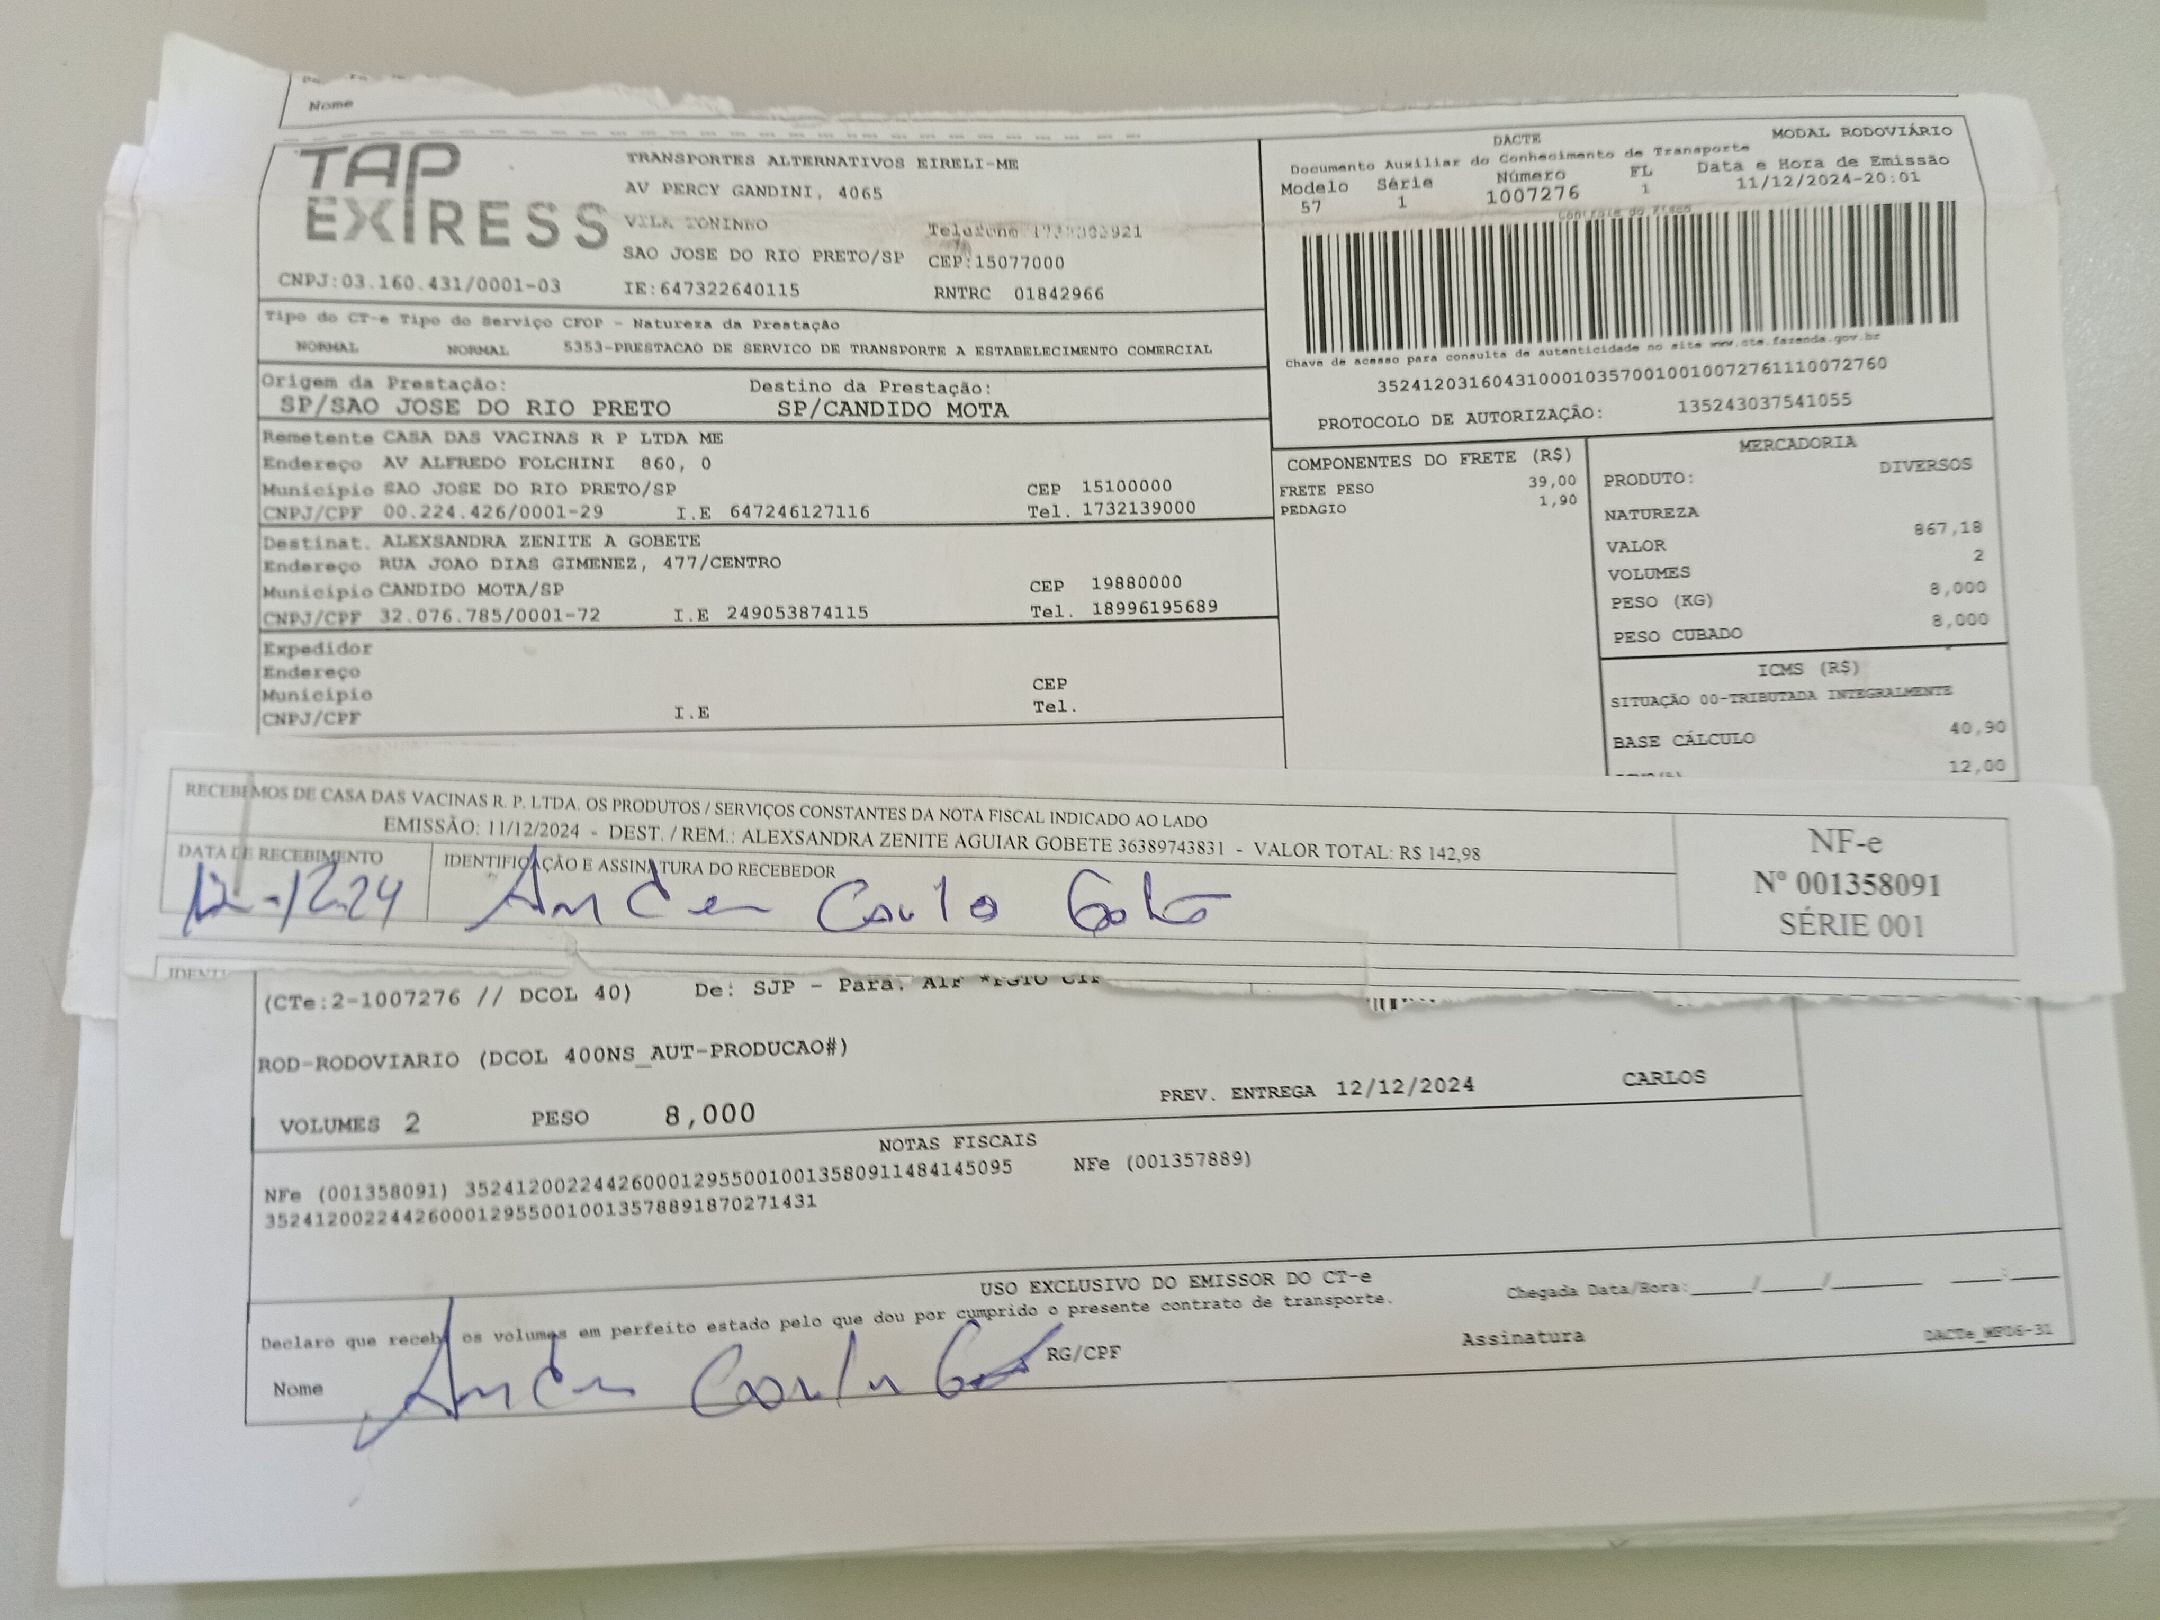 Nome
TAP EXPRESS
TRANSPORTES ALTERNATIVOS EIRELI-ME
AV PERCY GANDINI, 4065
VILA TONINHO
Telefone
SAO JOSE DO RIO PRETO/SP CEP:15077000
CNPJ:03.160.431/0001-03 IE:647322640115 RNTRC 01842966
DACTE MODAL RODOVIÁRIO
Documento Auxiliar do Conhecimento de Transporte
Modelo Série Número FL Data e Hora de Emissão
57 1 1007276 1 11/12/2024-20:01
Controle do Fisco
Chave de acesso para consulta de autenticidade no site www.cte.fazenda.gov.br
35241203160431000103570010010072761110072760
PROTOCOLO DE AUTORIZAÇÃO: 135243037541055
Tipo do CT-e Tipo do Serviço CFOP - Natureza da Prestação
NORMAL NORMAL 5353-PRESTACAO DE SERVICO DE TRANSPORTE A ESTABELECIMENTO COMERCIAL
Origem da Prestação: Destino da Prestação:
SP/SAO JOSE DO RIO PRETO SP/CANDIDO MOTA
Remetente CASA DAS VACINAS R P LTDA ME
Endereço AV ALFREDO FOLCHINI 860, 0
Município SAO JOSE DO RIO PRETO/SP CEP 15100000
CNPJ/CPF 00.224.426/0001-29 I.E 647246127116 Tel. 1732139000
Destinat. ALEXSANDRA ZENITE A GOBETE
Endereço RUA JOAO DIAS GIMENEZ, 477/CENTRO
Município CANDIDO MOTA/SP CEP 19880000
CNPJ/CPF 32.076.785/0001-72 I.E 249053874115 Tel. 18996195689
Expedidor
Endereço
Município CEP
CNPJ/CPF I.E Tel.
COMPONENTES DO FRETE (R$)
FRETE PESO 39,00
PEDAGIO 1,90
MERCADORIA
PRODUTO: DIVERSOS
NATUREZA
VALOR 867,18
VOLUMES 2
PESO (KG) 8,000
PESO CUBADO 8,000
ICMS (R$)
SITUAÇÃO 00-TRIBUTADA INTEGRALMENTE
BASE CÁLCULO 40,90
12,00
RECEBEMOS DE CASA DAS VACINAS R. P. LTDA. OS PRODUTOS / SERVIÇOS CONSTANTES DA NOTA FISCAL INDICADO AO LADO
EMISSÃO: 11/12/2024 - DEST. / REM.: ALEXSANDRA ZENITE AGUIAR GOBETE 36389743831 - VALOR TOTAL: R$ 142,98
DATA DE RECEBIMENTO IDENTIFICAÇÃO E ASSINATURA DO RECEBEDOR
12-12-24
NF-e
Nº 001358091
SÉRIE 001
(CTe:2-1007276 // DCOL 40) De: SJP - Para:
ROD-RODOVIARIO (DCOL 400NS_AUT-PRODUCAO#)
VOLUMES 2 PESO 8,000 PREV. ENTREGA 12/12/2024 CARLOS
NOTAS FISCAIS
NFe (001358091) 35241200224426000129550010013580911484145095 NFe (001357889)
35241200224426000129550010013578891870271431
USO EXCLUSIVO DO EMISSOR DO CT-e
Declaro que recebi os volumes em perfeito estado pelo que dou por cumprido o presente contrato de transporte. Chegada Data/Hora:____/____/______ ___:___
Nome RG/CPF Assinatura DACTe_MF06-31